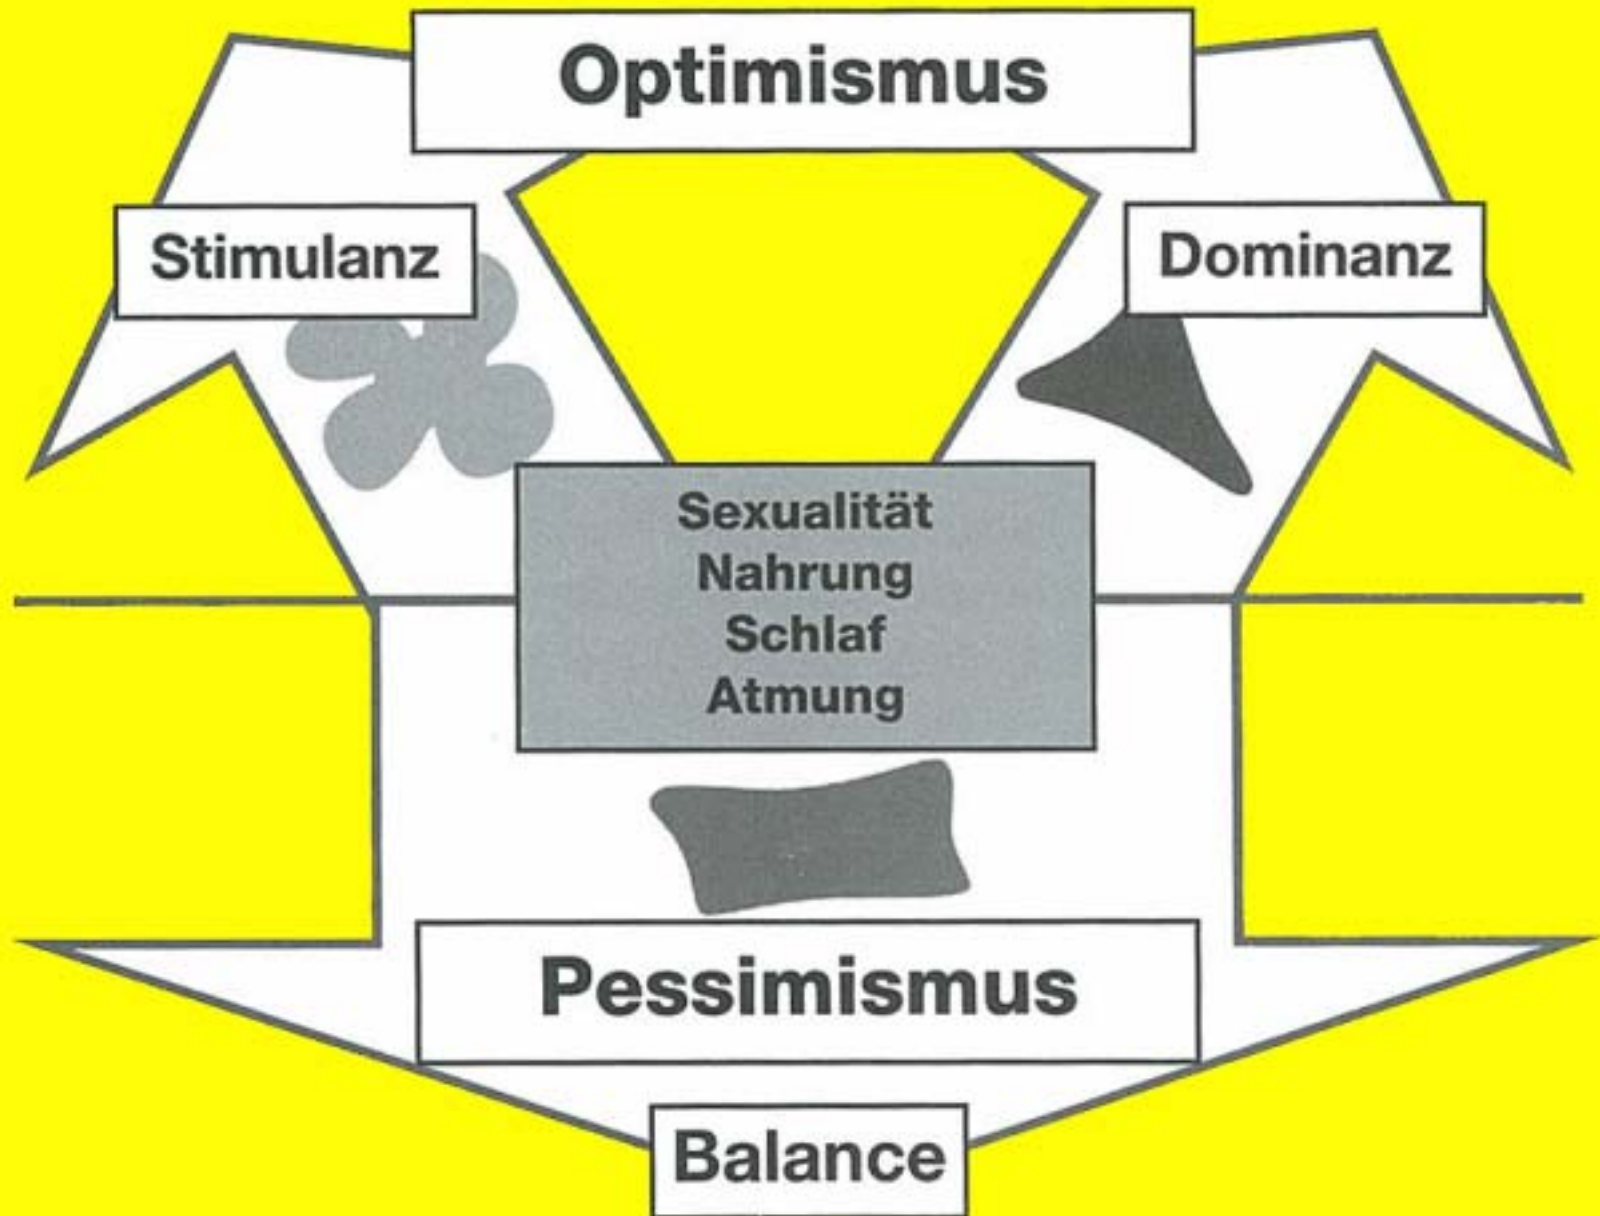 Optimismus
Stimulanz
Dominanz
Sexualität
Nahrung
Schlaf
Atmung
Pessimismus
Balance